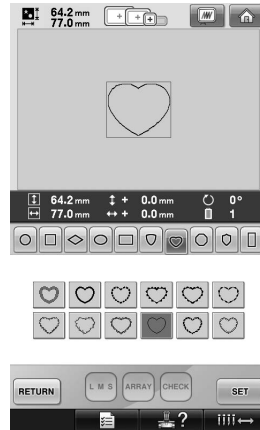 64.2 mm
77.0 mm
64.2 mm + 0.0 mm 0°
77.0 mm + 0.0 mm 1
RETURN L M S ARRAY CHECK SET
?